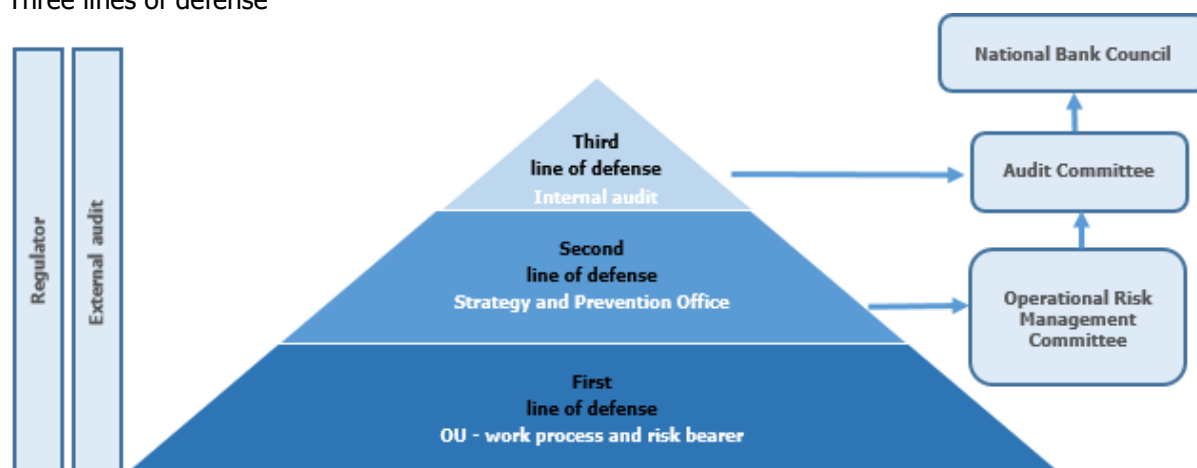 Three lines of defense
Regulator
External audit
Third
line of defense
Internal audit
Second
line of defense
Strategy and Prevention Office
First
line of defense
OU - work process and risk bearer
National Bank Council
Audit Committee
Operational Risk
Management
Committee